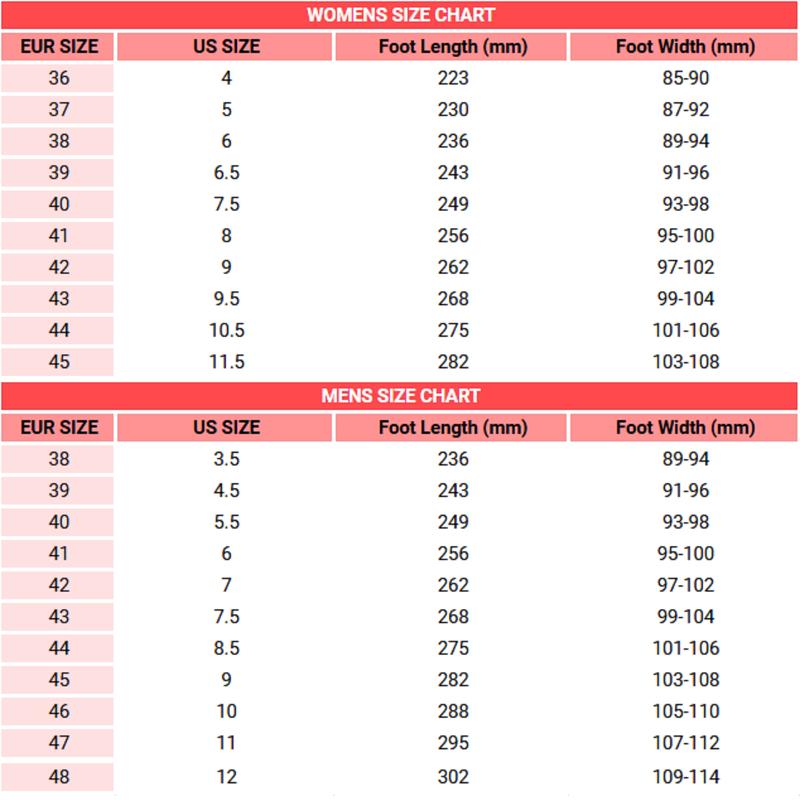 WOMENS SIZE CHART
EUR SIZE US SIZE Foot Length (mm) Foot Width (mm)
36 4 223 85-90
37 5 230 87-92
38 6 236 89-94
39 6.5 243 91-96
40 7.5 249 93-98
41 8 256 95-100
42 9 262 97-102
43 9.5 268 99-104
44 10.5 275 101-106
45 11.5 282 103-108
MENS SIZE CHART
EUR SIZE US SIZE Foot Length (mm) Foot Width (mm)
38 3.5 236 89-94
39 4.5 243 91-96
40 5.5 249 93-98
41 6 256 95-100
42 7 262 97-102
43 7.5 268 99-104
44 8.5 275 101-106
45 9 282 103-108
46 10 288 105-110
47 11 295 107-112
48 12 302 109-114